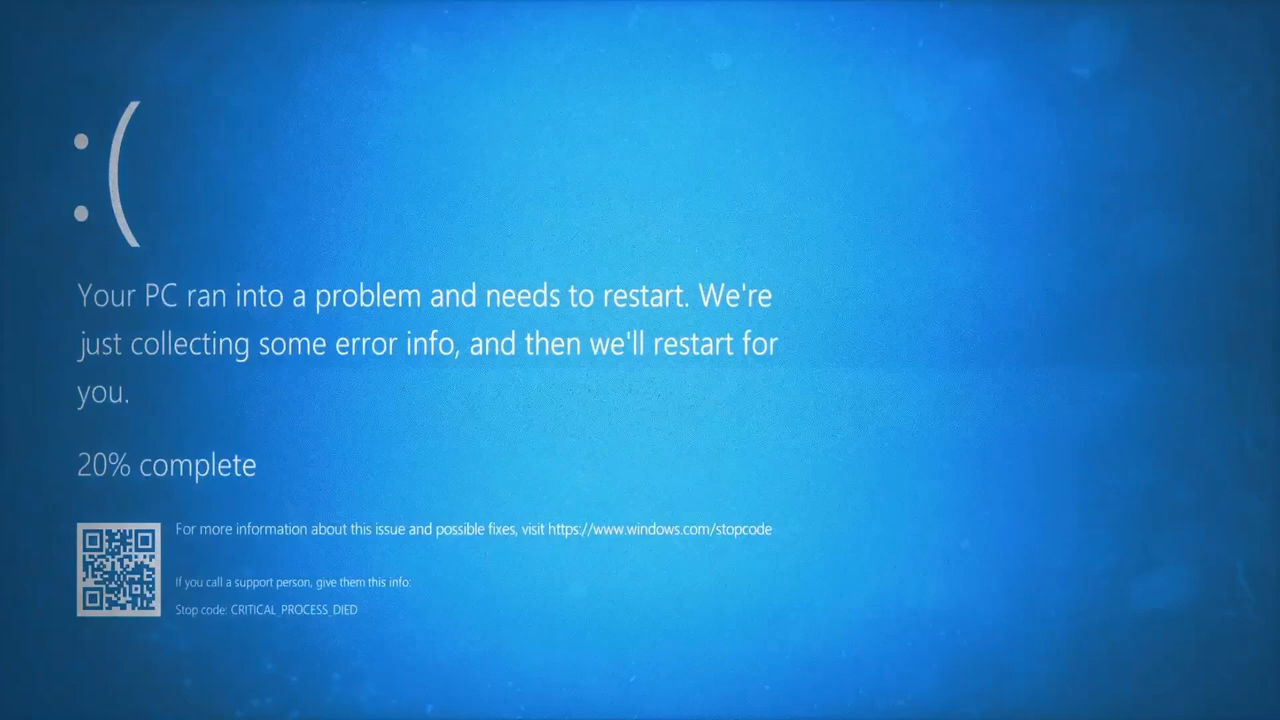 :(
Your PC ran into a problem and needs to restart. We're
just collecting some error info, and then we'll restart for
you.
20% complete
For more information about this issue and possible fixes, visit https://www.windows.com/stopcode
If you call a support person, give them this info:
Stop code: CRITICAL_PROCESS_DIED